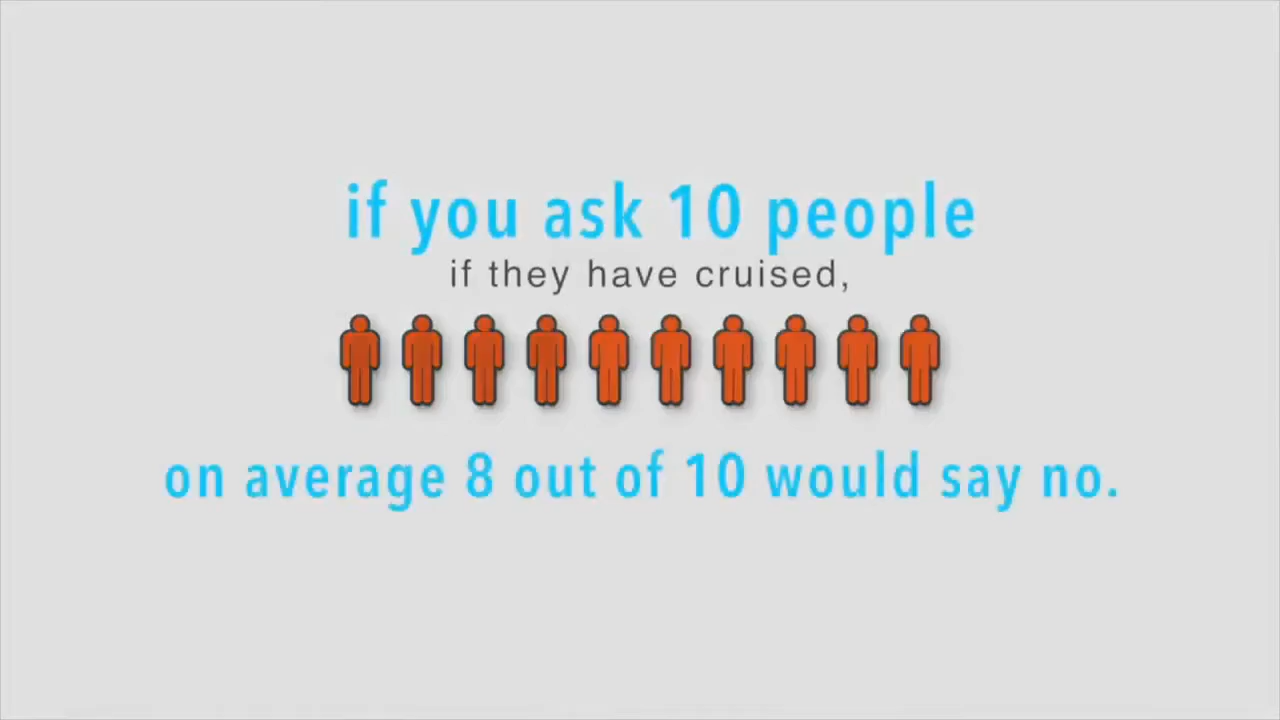 if you ask 10 people
if they have cruised,
on average 8 out of 10 would say no.